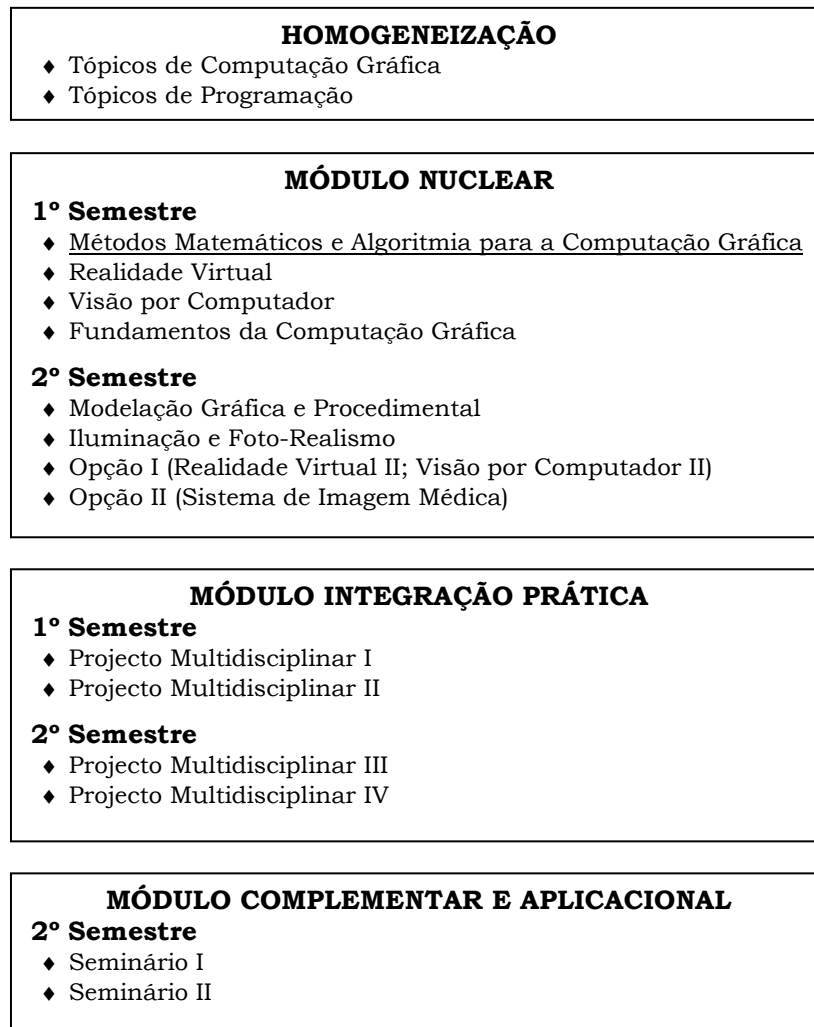 HOMOGENEIZAÇÃO
♦ Tópicos de Computação Gráfica
♦ Tópicos de Programação
MÓDULO NUCLEAR
1º Semestre
♦ Métodos Matemáticos e Algoritmia para a Computação Gráfica
♦ Realidade Virtual
♦ Visão por Computador
♦ Fundamentos da Computação Gráfica
2º Semestre
♦ Modelação Gráfica e Procedimental
♦ Iluminação e Foto-Realismo
♦ Opção I (Realidade Virtual II; Visão por Computador II)
♦ Opção II (Sistema de Imagem Médica)
MÓDULO INTEGRAÇÃO PRÁTICA
1º Semestre
♦ Projecto Multidisciplinar I
♦ Projecto Multidisciplinar II
2º Semestre
♦ Projecto Multidisciplinar III
♦ Projecto Multidisciplinar IV
MÓDULO COMPLEMENTAR E APLICACIONAL
2º Semestre
♦ Seminário I
♦ Seminário II